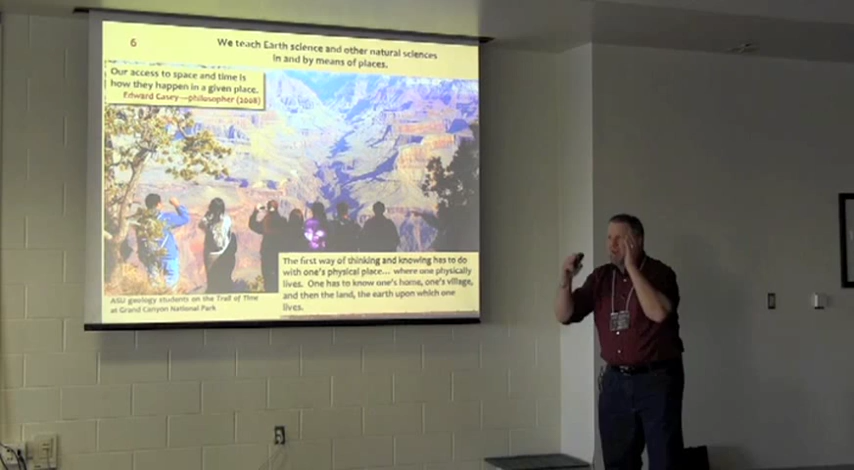 6
We teach Earth science and other natural sciences
in and by means of places.
Our access to space and time is
how they happen in a given place.
Edward Casey—philosopher (2008)
The first way of thinking and knowing has to do
with one's physical place... where one physically
lives. One has to know one's home, one's village,
and then the land, the earth upon which one
lives.
ASU geology students on the Trail of Time
at Grand Canyon National Park